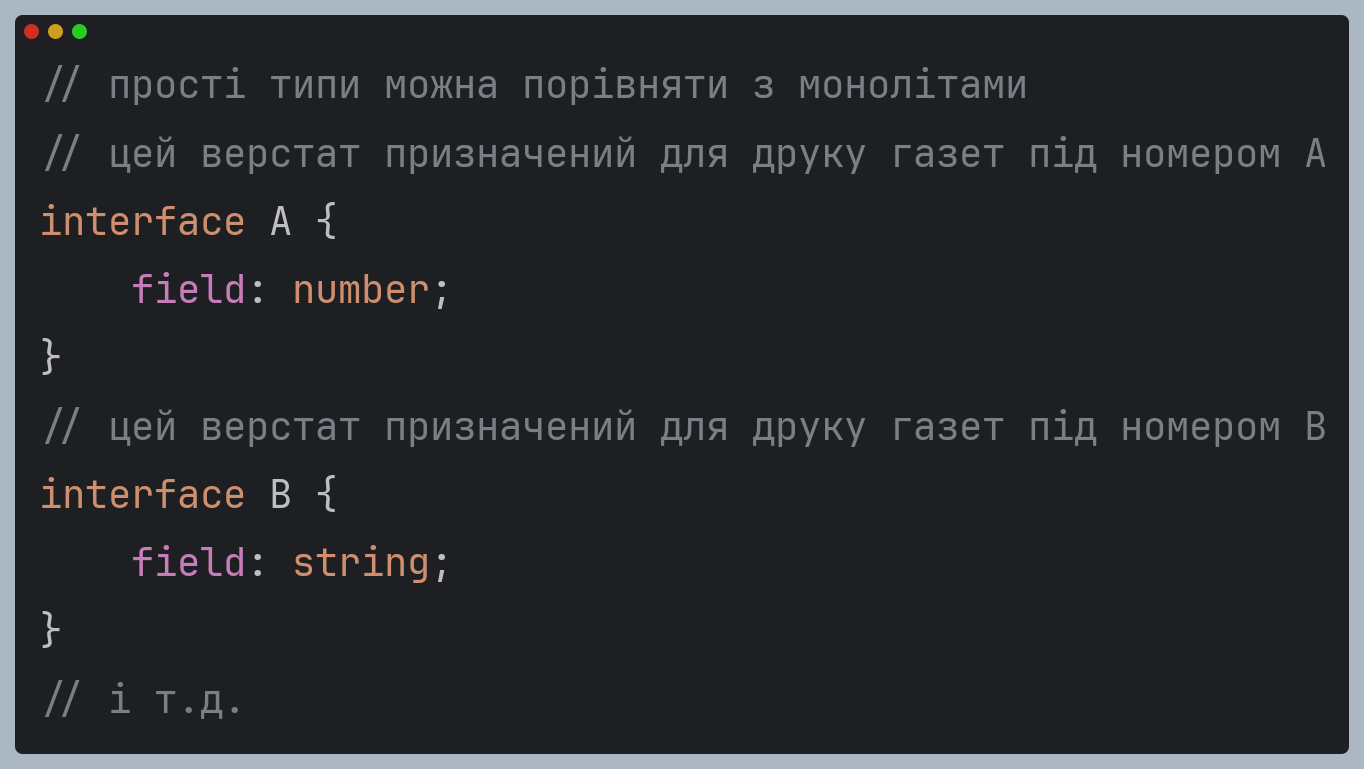 // прості типи можна порівняти з монолітами
// цей верстат призначений для друку газет під номером A
interface A {
    field: number;
}
// цей верстат призначений для друку газет під номером B
interface B {
    field: string;
}
// і т.д.